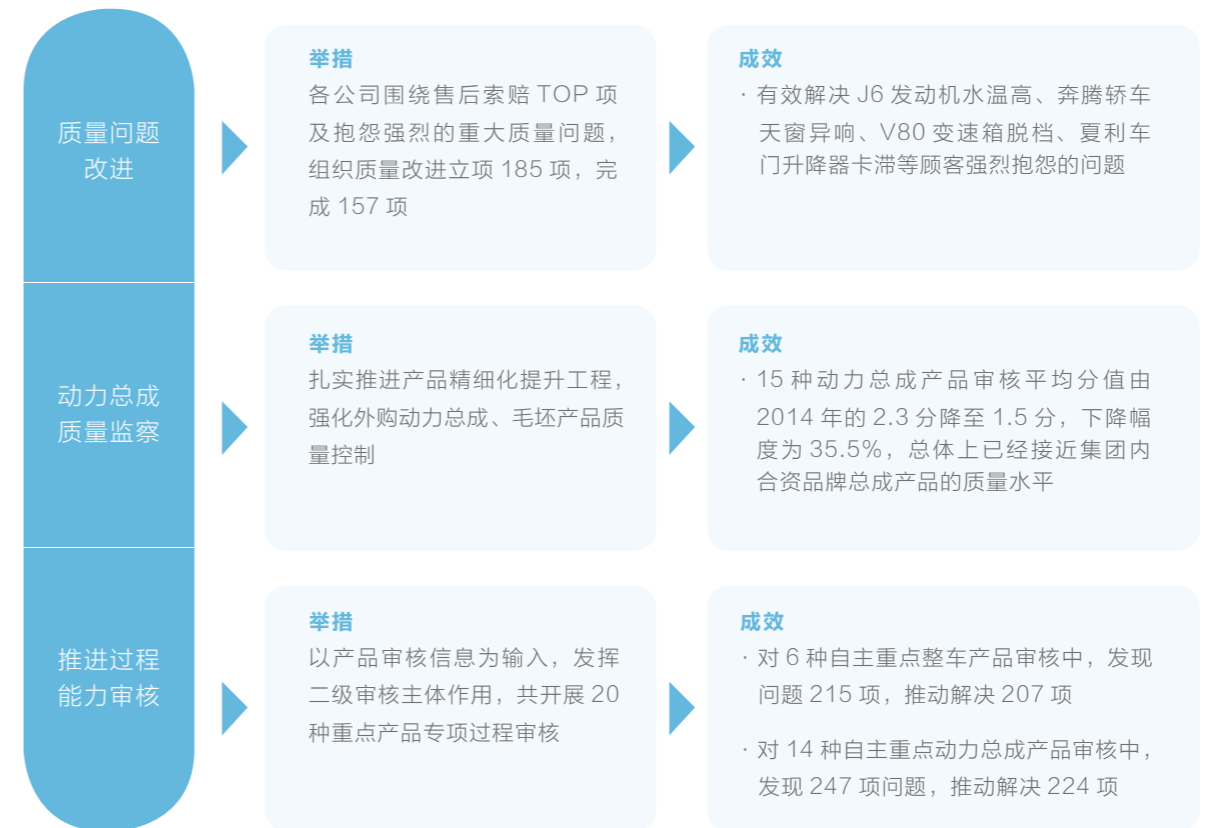 质量问题
改进
举措
各公司围绕售后索赔 TOP 项
及抱怨强烈的重大质量问题，
组织质量改进立项 185 项，完
成 157 项
成效
· 有效解决 J6 发动机水温高、奔腾轿车
天窗异响、V80 变速箱脱档、夏利车
门升降器卡滞等顾客强烈抱怨的问题
动力总成
质量监察
举措
扎实推进产品精细化提升工程，
强化外购动力总成、毛坯产品质
量控制
成效
· 15 种动力总成产品审核平均分值由
2014 年的 2.3 分降至 1.5 分，下降幅
度为 35.5%，总体上已经接近集团内
合资品牌总成产品的质量水平
推进过程
能力审核
举措
以产品审核信息为输入，发挥
二级审核主体作用，共开展 20
种重点产品专项过程审核
成效
· 对 6 种自主重点整车产品审核中，发现
问题 215 项，推动解决 207 项
· 对 14 种自主重点动力总成产品审核中，
发现 247 项问题，推动解决 224 项